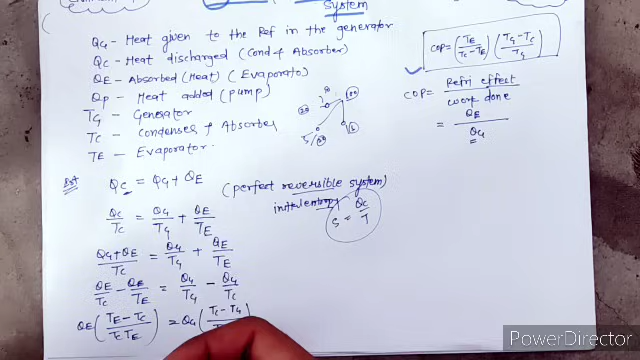 System
QG - Heat given to the Ref in the generator
QC - Heat discharged (Cond & Absorber)
QE - Absorbed (Heat) (Evaporato)
QP - Heat added (pump)
TG - Generator
TC - Condenses & Absorber
TE - Evaporator.
COP = (TE / TC - TE) (TG - TC / TG)
COP = Refri effect / work done
= QE / QG
QC = QG + QE
(perfect reversible system)
QC/TC = QG/TG + QE/TE
S = QC/T
QG+QE/TC = QG/TG + QE/TE
QE/TC - QE/TE = QG/TG - QG/TC
QE (TE - TC / TC TE) = QG (TC - TG
PowerDirector